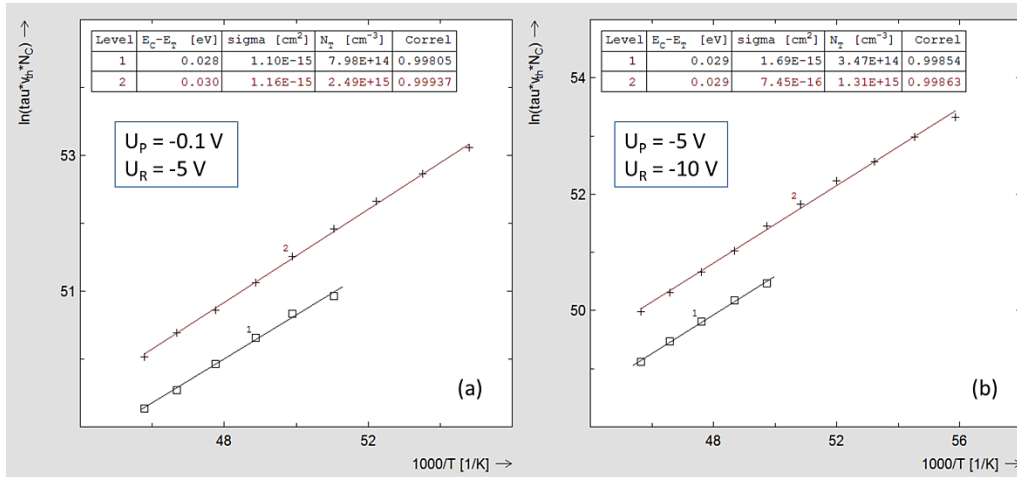 ln(tau*v_th*N_C) →
Level E_C-E_T [eV] sigma [cm²] N_T [cm⁻³] Correl
1 0.028 1.10E-15 7.98E+14 0.99805
2 0.030 1.16E-15 2.49E+15 0.99937
U_P = -0.1 V
U_R = -5 V
53
51
2
1
(a)
48 52
1000/T [1/K] →
ln(tau*v_th*N_C) →
Level E_C-E_T [eV] sigma [cm²] N_T [cm⁻³] Correl
1 0.029 1.69E-15 3.47E+14 0.99854
2 0.029 7.45E-16 1.31E+15 0.99863
U_P = -5 V
U_R = -10 V
54
52
50
2
1
(b)
48 52 56
1000/T [1/K] →